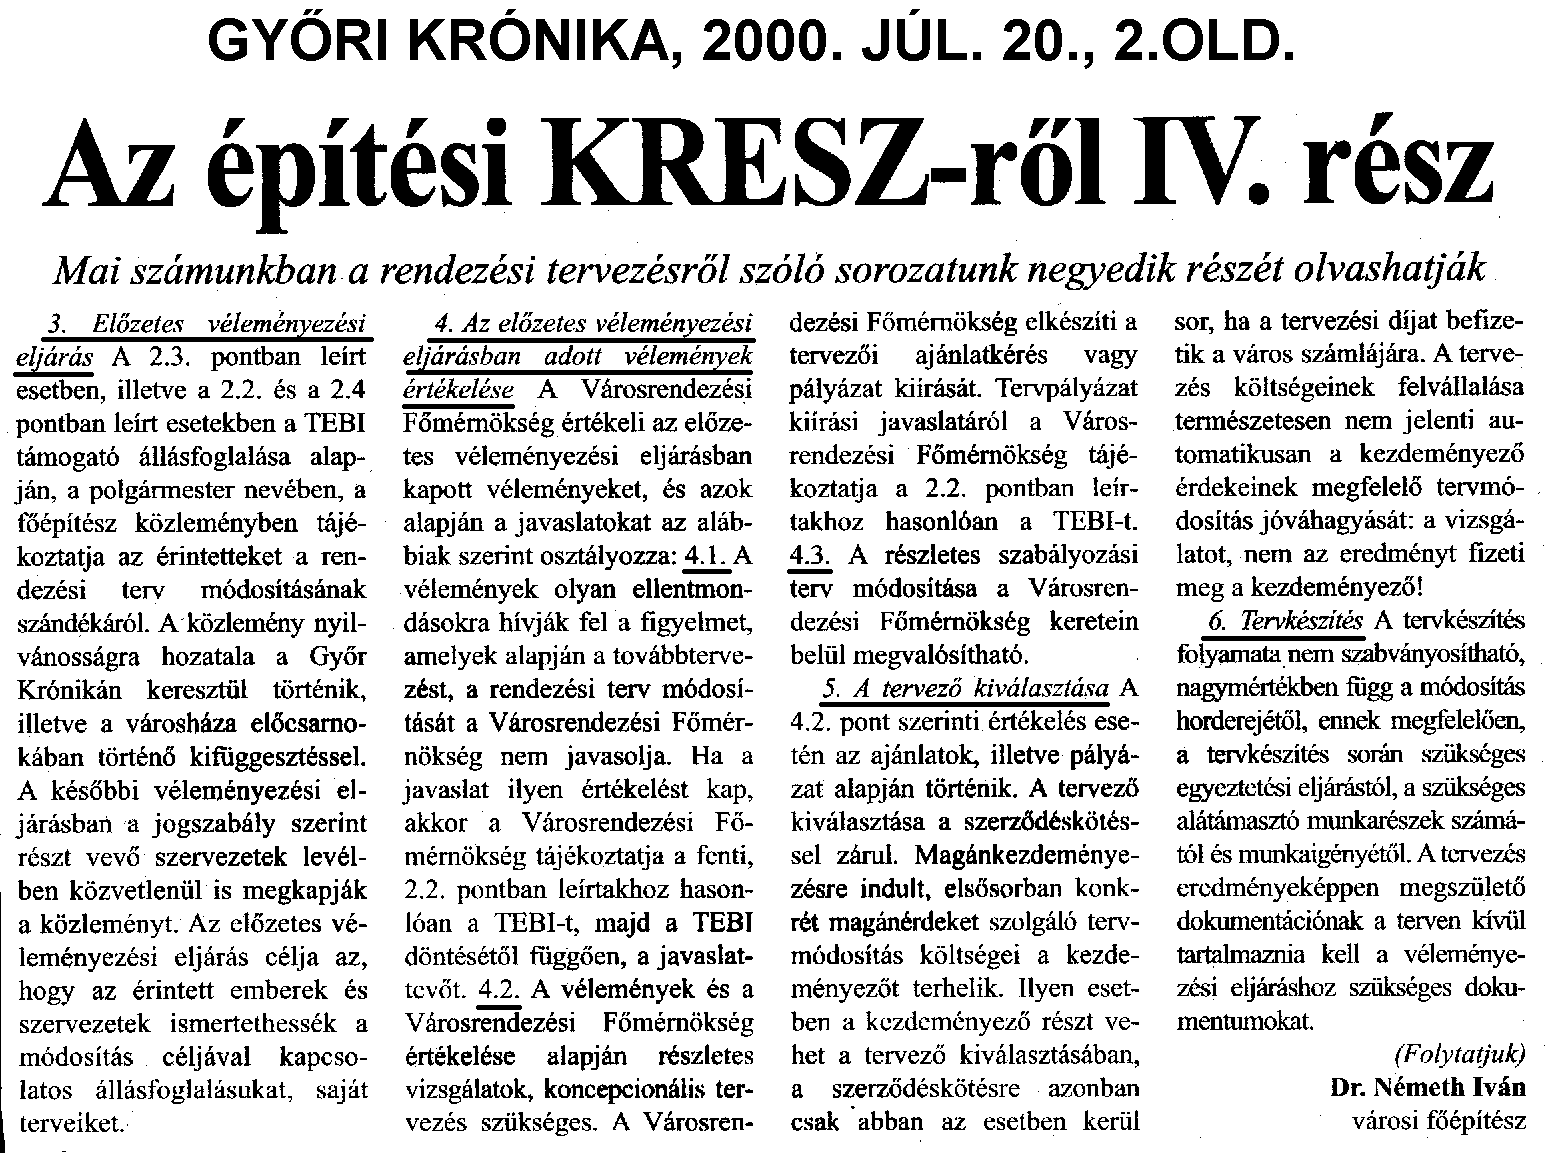 GYŐRI KRÓNIKA, 2000. JÚL. 20., 2.OLD.
Az építési KRESZ-ről IV. rész
Mai számunkban a rendezési tervezésről szóló sorozatunk negyedik részét olvashatják
3. Előzetes véleményezési
eljárás A 2.3. pontban leírt
esetben, illetve a 2.2. és a 2.4
pontban leírt esetekben a TEBI
támogató állásfoglalása alap-
ján, a polgármester nevében, a
főépítész közleményben tájé-
koztatja az érintetteket a ren-
dezési terv módosításának
szándékáról. A közlemény nyil-
vánosságra hozatala a Győr
Krónikán keresztül történik,
illetve a városháza előcsarno-
kában történő kifüggesztéssel.
A későbbi véleményezési el-
járásban a jogszabály szerint
részt vevő szervezetek levél-
ben közvetlenül is megkapják
a közleményt. Az előzetes vé-
leményezési eljárás célja az,
hogy az érintett emberek és
szervezetek ismertethessék a
módosítás céljával kapcso-
latos állásfoglalásukat, saját
terveiket.
4. Az előzetes véleményezési
eljárásban adott vélemények
értékelése A Városrendezési
Főmérnökség értékeli az előze-
tes véleményezési eljárásban
kapott véleményeket, és azok
alapján a javaslatokat az aláb-
biak szerint osztályozza: 4.1. A
vélemények olyan ellentmon-
dásokra hívják fel a figyelmet,
amelyek alapján a továbbterve-
zést, a rendezési terv módosí-
tását a Városrendezési Főmér-
nökség nem javasolja. Ha a
javaslat ilyen értékelést kap,
akkor a Városrendezési Fő-
mérnökség tájékoztatja a fenti,
2.2. pontban leírtakhoz hason-
lóan a TEBI-t, majd a TEBI
döntésétől függően, a javaslat-
tevőt. 4.2. A vélemények és a
Városrendezési Főmérnökség
értékelése alapján részletes
vizsgálatok, koncepcionális ter-
vezés szükséges. A Városren-
dezési Főmérnökség elkészíti a
tervezői ajánlatkérés vagy
pályázat kiírását. Tervpályázat
kiírási javaslatáról a Város-
rendezési Főmérnökség tájé-
koztatja a 2.2. pontban leír-
takhoz hasonlóan a TEBI-t.
4.3. A részletes szabályozási
terv módosítása a Városren-
dezési Főmérnökség keretein
belül megvalósítható.
5. A tervező kiválasztása A
4.2. pont szerinti értékelés ese-
tén az ajánlatok, illetve pályá-
zat alapján történik. A tervező
kiválasztása a szerződéskötés-
sel zárul. Magánkezdeménye-
zésre indult, elsősorban konk-
rét magánérdeket szolgáló terv-
módosítás költségei a kezde-
ményezőt terhelik. Ilyen eset-
ben a kezdeményező részt ve-
het a tervező kiválasztásában,
a szerződéskötésre azonban
csak abban az esetben kerül
sor, ha a tervezési díjat befize-
tik a város számlájára. A terve-
zés költségeinek felvállalása
természetesen nem jelenti au-
tomatikusan a kezdeményező
érdekeinek megfelelő tervmó-
dosítás jóváhagyását: a vizsgá-
latot, nem az eredményt fizeti
meg a kezdeményező!
6. Tervkészítés A tervkészítés
folyamata nem szabványosítható,
nagymértékben függ a módosítás
horderejétől, ennek megfelelően,
a tervkészítés során szükséges
egyeztetési eljárástól, a szükséges
alátámasztó munkarészek számá-
tól és munkaigényétől. A tervezés
eredményeképpen megszülető
dokumentációnak a terven kívül
tartalmaznia kell a véleménye-
zési eljáráshoz szükséges doku-
mentumokat.
(Folytatjuk)
Dr. Németh Iván
városi főépítész